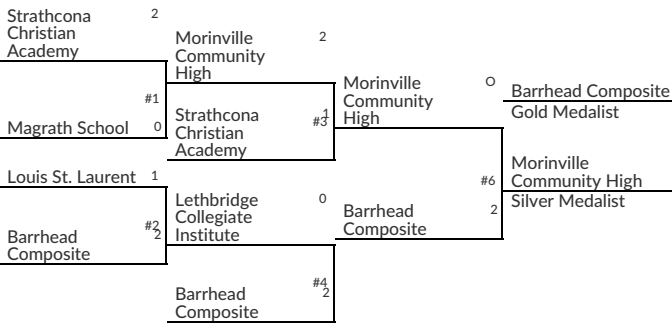 Strathcona 2
Christian
Academy
#1
Magrath School 0
Louis St. Laurent 1
#2
Barrhead 2
Composite
Morinville 2
Community
High
Strathcona 1
Christian #3
Academy
Lethbridge 0
Collegiate
Institute
#4
Barrhead 2
Composite
Morinville O
Community
High
#6
Barrhead 2
Composite
Barrhead Composite
Gold Medalist
Morinville
Community High
Silver Medalist